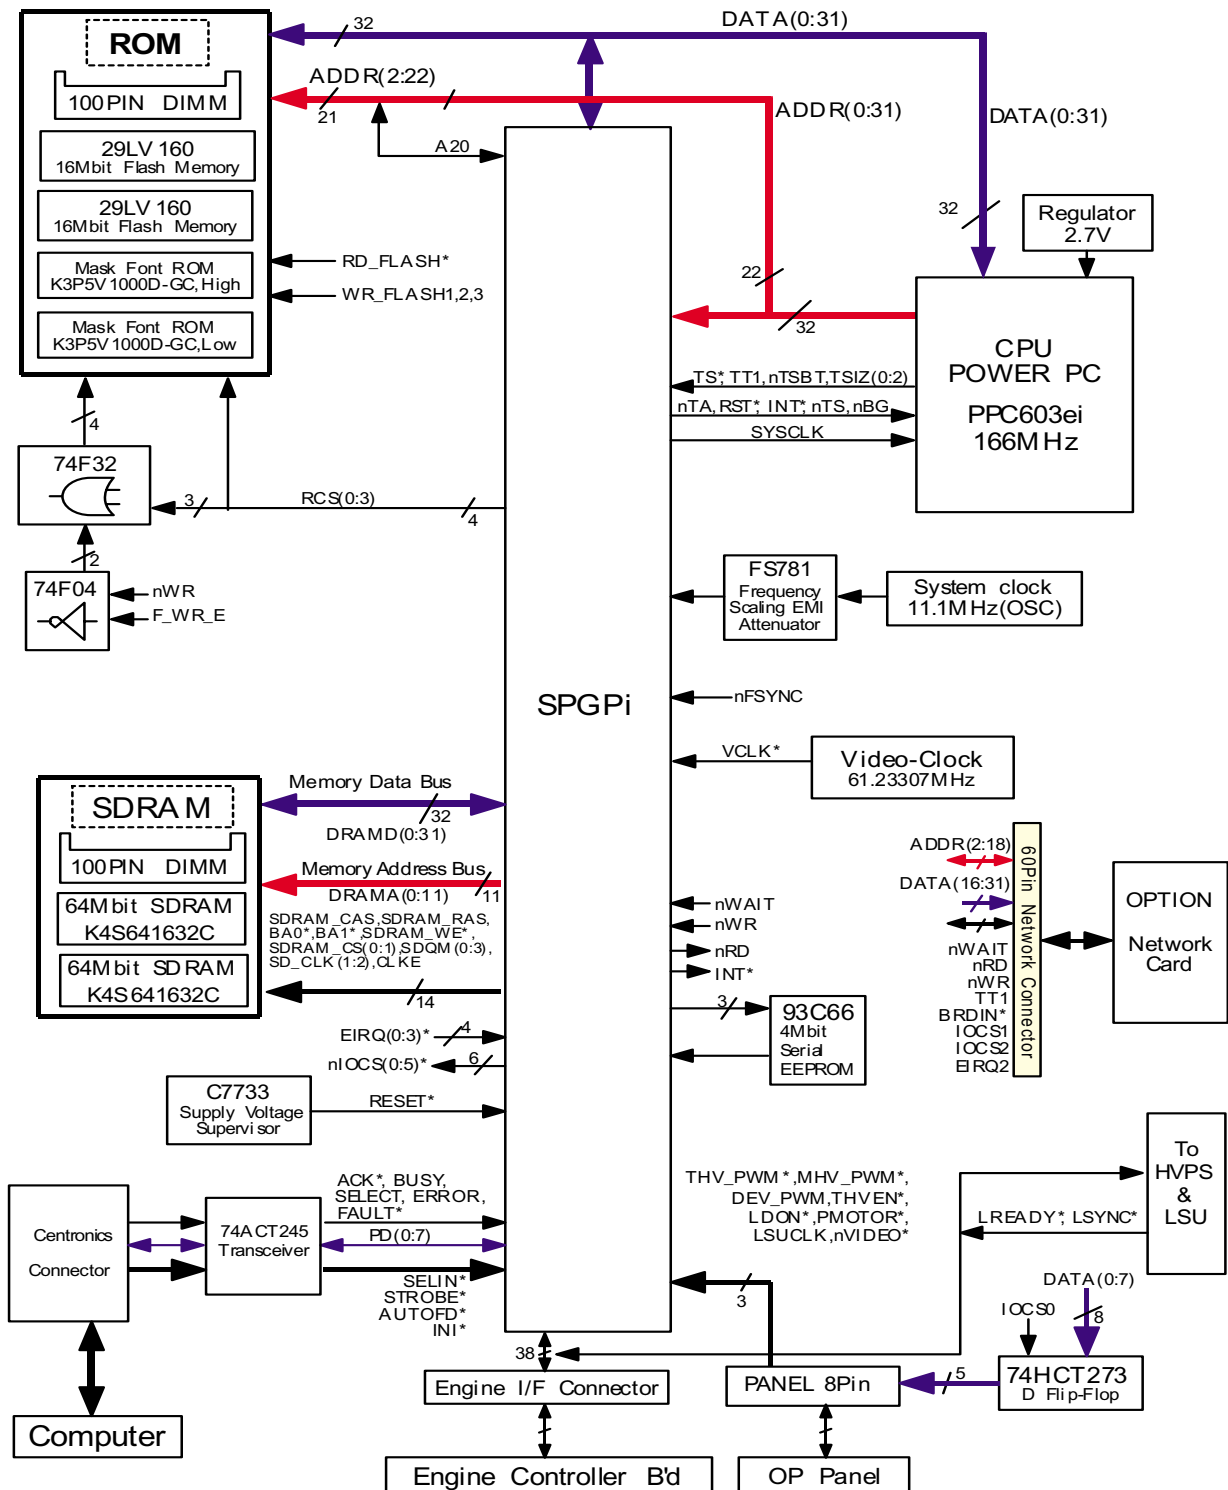 ROM
100PIN DIMM
29LV160
16Mbit Flash Memory
29LV160
16Mbit Flash Memory
Mask Font ROM
K3P5V1000D-GC,High
Mask Font ROM
K3P5V1000D-GC,Low
32
DATA(0:31)
ADDR(2:22)
21
A20
ADDR(0:31)
DATA(0:31)
32
22
32
Regulator
2.7V
RD_FLASH*
WR_FLASH1,2,3
CPU
POWER PC
PPC603ei
166MHz
TS*, TT1,nTSBT,TSIZ(0:2)
nTA,RST*, INT*, nTS,nBG
SYSCLK
4
74F32
3
RCS(0:3)
4
2
74F04
nWR
F_WR_E
FS781
Frequency
Scaling EMI
Attenuator
System clock
11.1MHz(OSC)
SPGPi
nFSYNC
VCLK*
Video-Clock
61.23307MHz
SDRAM
100PIN DIMM
64Mbit SDRAM
K4S641632C
64Mbit SDRAM
K4S641632C
Memory Data Bus
32
DRAMD(0:31)
Memory Address Bus
11
DRAMA(0:11)
SDRAM_CAS,SDRAM_RAS,
BA0*,BA1*,SDRAM_WE*,
SDRAM_CS(0:1),SDQM(0:3),
SD_CLK(1:2),CLKE
14
EIRQ(0:3)*
4
nIOCS(0:5)*
6
nWAIT
nWR
nRD
INT*
3
93C66
4Mbit
Serial
EEPROM
ADDR(2:18)
DATA(16:31)
nWAIT
nRD
nWR
TT1
BRDIN*
IOCS1
IOCS2
EIRQ2
60Pin Network Connector
OPTION
Network
Card
C7733
Supply Voltage
Supervisor
RESET*
Centronics
Connector
74ACT245
Transceiver
ACK*, BUSY,
SELECT, ERROR,
FAULT*
PD(0:7)
SELIN*
STROBE*
AUTOFD*
INI*
THV_PWM*,MHV_PWM*,
DEV_PWM,THVEN*,
LDON*,PMOTOR*,
LSUCLK,nVIDEO*
LREADY*, LSYNC*
To
HVPS
&
LSU
DATA(0:7)
IOCS0
8
3
38
Engine I/F Connector
PANEL 8Pin
5
74HCT273
D Flip-Flop
Computer
Engine Controller B'd
OP Panel